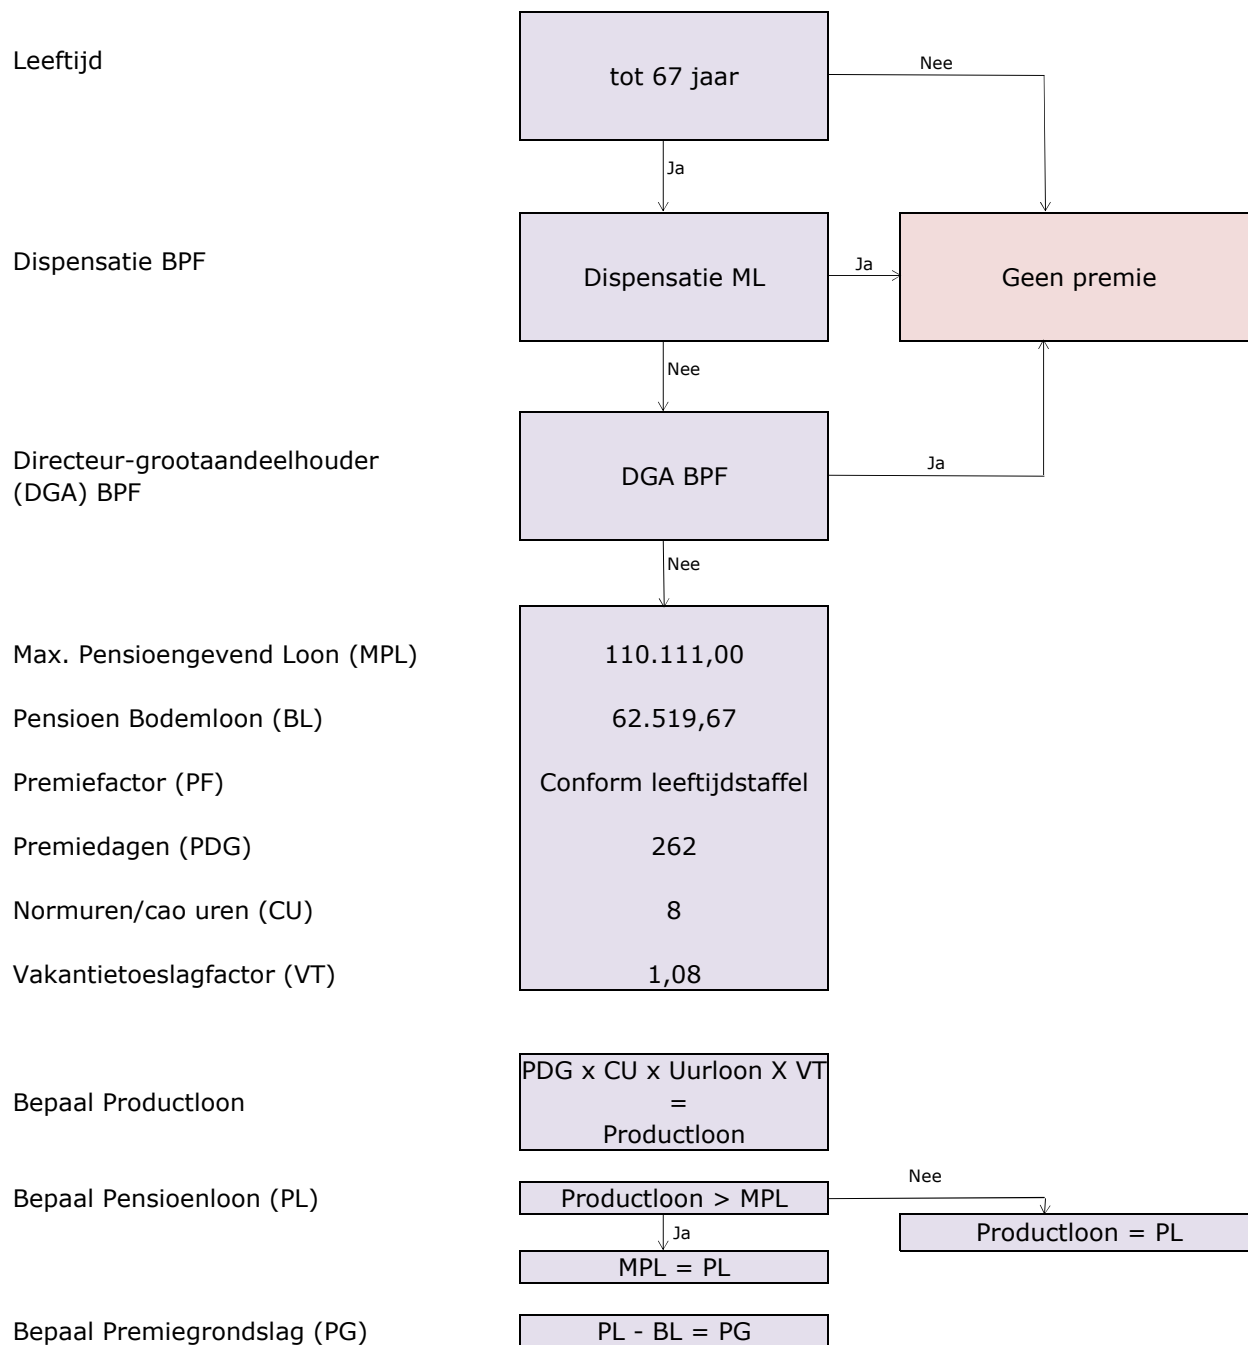 Leeftijd
tot 67 jaar
Nee
Ja
Dispensatie BPF
Dispensatie ML
Ja
Geen premie
Nee
Directeur-grootaandeelhouder
(DGA) BPF
DGA BPF
Ja
Nee
Max. Pensioengevend Loon (MPL)
110.111,00
Pensioen Bodemloon (BL)
62.519,67
Premiefactor (PF)
Conform leeftijdstaffel
Premiedagen (PDG)
262
Normuren/cao uren (CU)
8
Vakantietoeslagfactor (VT)
1,08
Bepaal Productloon
PDG x CU x Uurloon X VT
=
Productloon
Bepaal Pensioenloon (PL)
Productloon > MPL
Nee
Productloon = PL
Ja
MPL = PL
Bepaal Premiegrondslag (PG)
PL - BL = PG